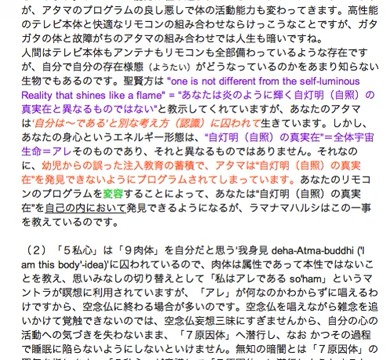 が、アタマのプログラムの良し悪しで体の活動能力も変わってきます。高性能
のテレビ本体と快適なリモコンの組み合わせならけっこうなことですが、ガタ
ガタの体と故障がちのアタマの組み合わせでは人生も暗いですね。
人間はテレビ本体もアンテナもリモコンも全部備わっているような存在です
が、自分で自分の存在様態（ようたい）がどうなっているのかをあまり知らない
生物でもあるのです。聖賢方は "one is not different from the self-luminous
Reality that shines like a flame" = "あなたは炎のように輝く自灯明（自照）の
真実在と異なるものではない"と教示してくれていますが、あなたのアタマ
は'自分は〜である'と別な考え方（認識）に囚われて生きています。しかし、
あなたの身心というエネルギー形態は、"自灯明（自照）の真実在"＝全体宇宙
生命＝アレそのものであり、それと異なるものではありません。それなの
に、幼児からの誤った注入教育の蓄積で、アタマは"自灯明（自照）の真実
在"を発見できないようにプログラムされてしまっています。あなたのリモコ
ンのプログラムを変容することによって、あなたは"自灯明（自照）の真実
在"を自己の内において発見できるようになるが、ラマナマハルシはこの一事
を教えているのです。
（２）「５私心」は「９肉体」を自分だと思う'我身見 deha-Atma-buddhi ('I
am this body'-idea)'に囚われているので、肉体は属性であって本性ではないこ
とを教え、思いみなしの切り替えとして「私はアレである so'ham」というマ
ントラが瞑想に利用されていますが、「アレ」が何なのかわからずに唱えるわ
けですから、空念仏に終わる場合が多いのです。空念仏を唱えながら雑念を追
いかけて覚触できないのでは、空念仏妄想三昧にすぎませんから、自分の心の
活動への気づきを失わないまま、「７原因体」へ潜行し、なお かつその過程
で睡眠に陥らないようにしないといけません。無知の暗闇とは「７原因体」の